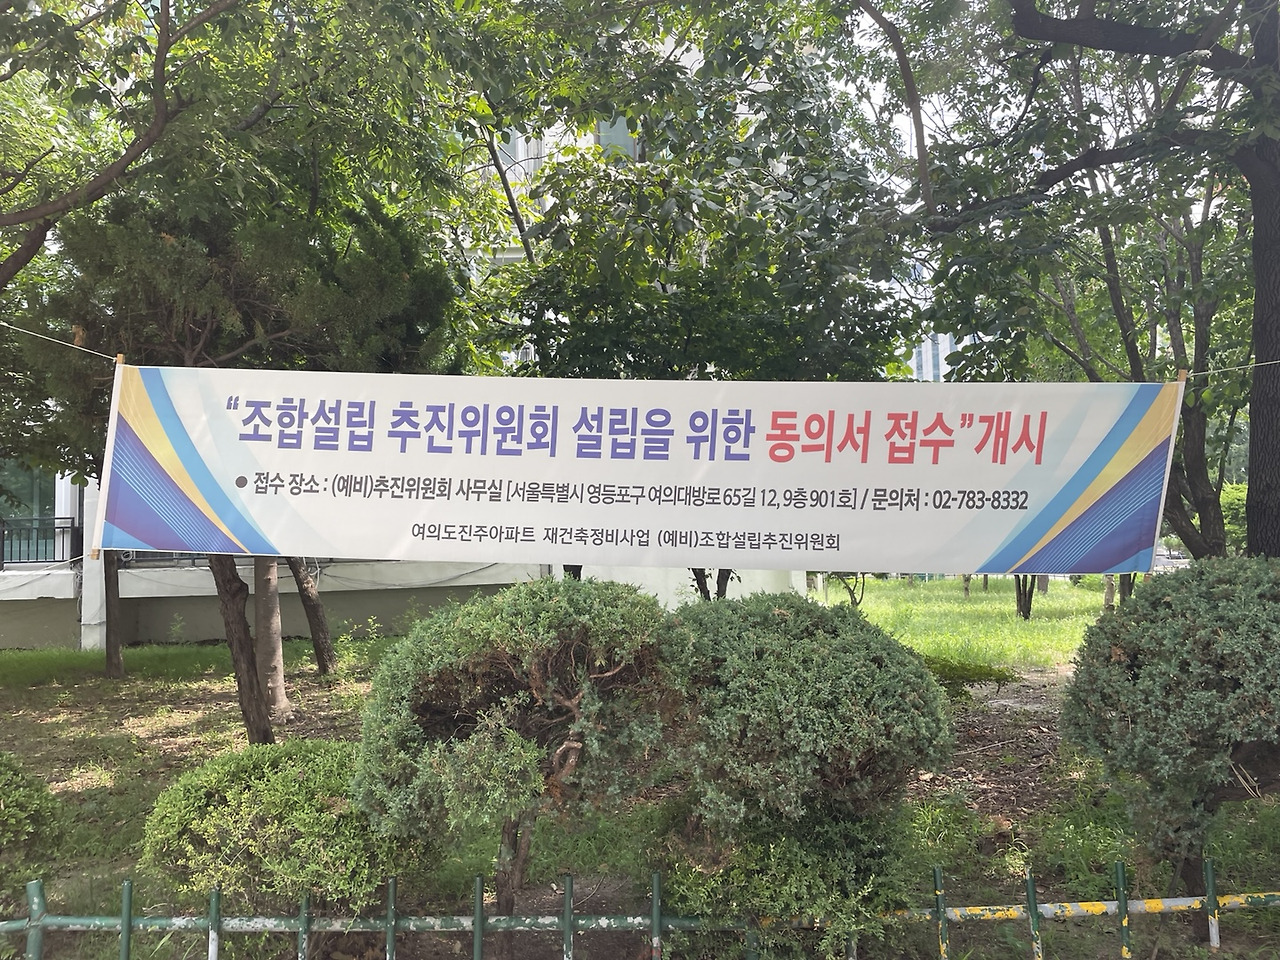 “조합설립 추진위원회 설립을 위한 동의서 접수”개시
● 접수 장소 : (예비)추진위원회 사무실 [서울특별시 영등포구 여의대방로 65길 12, 9층 901호] / 문의처 : 02-783-8332
여의도진주아파트 재건축정비사업 (예비)조합설립추진위원회